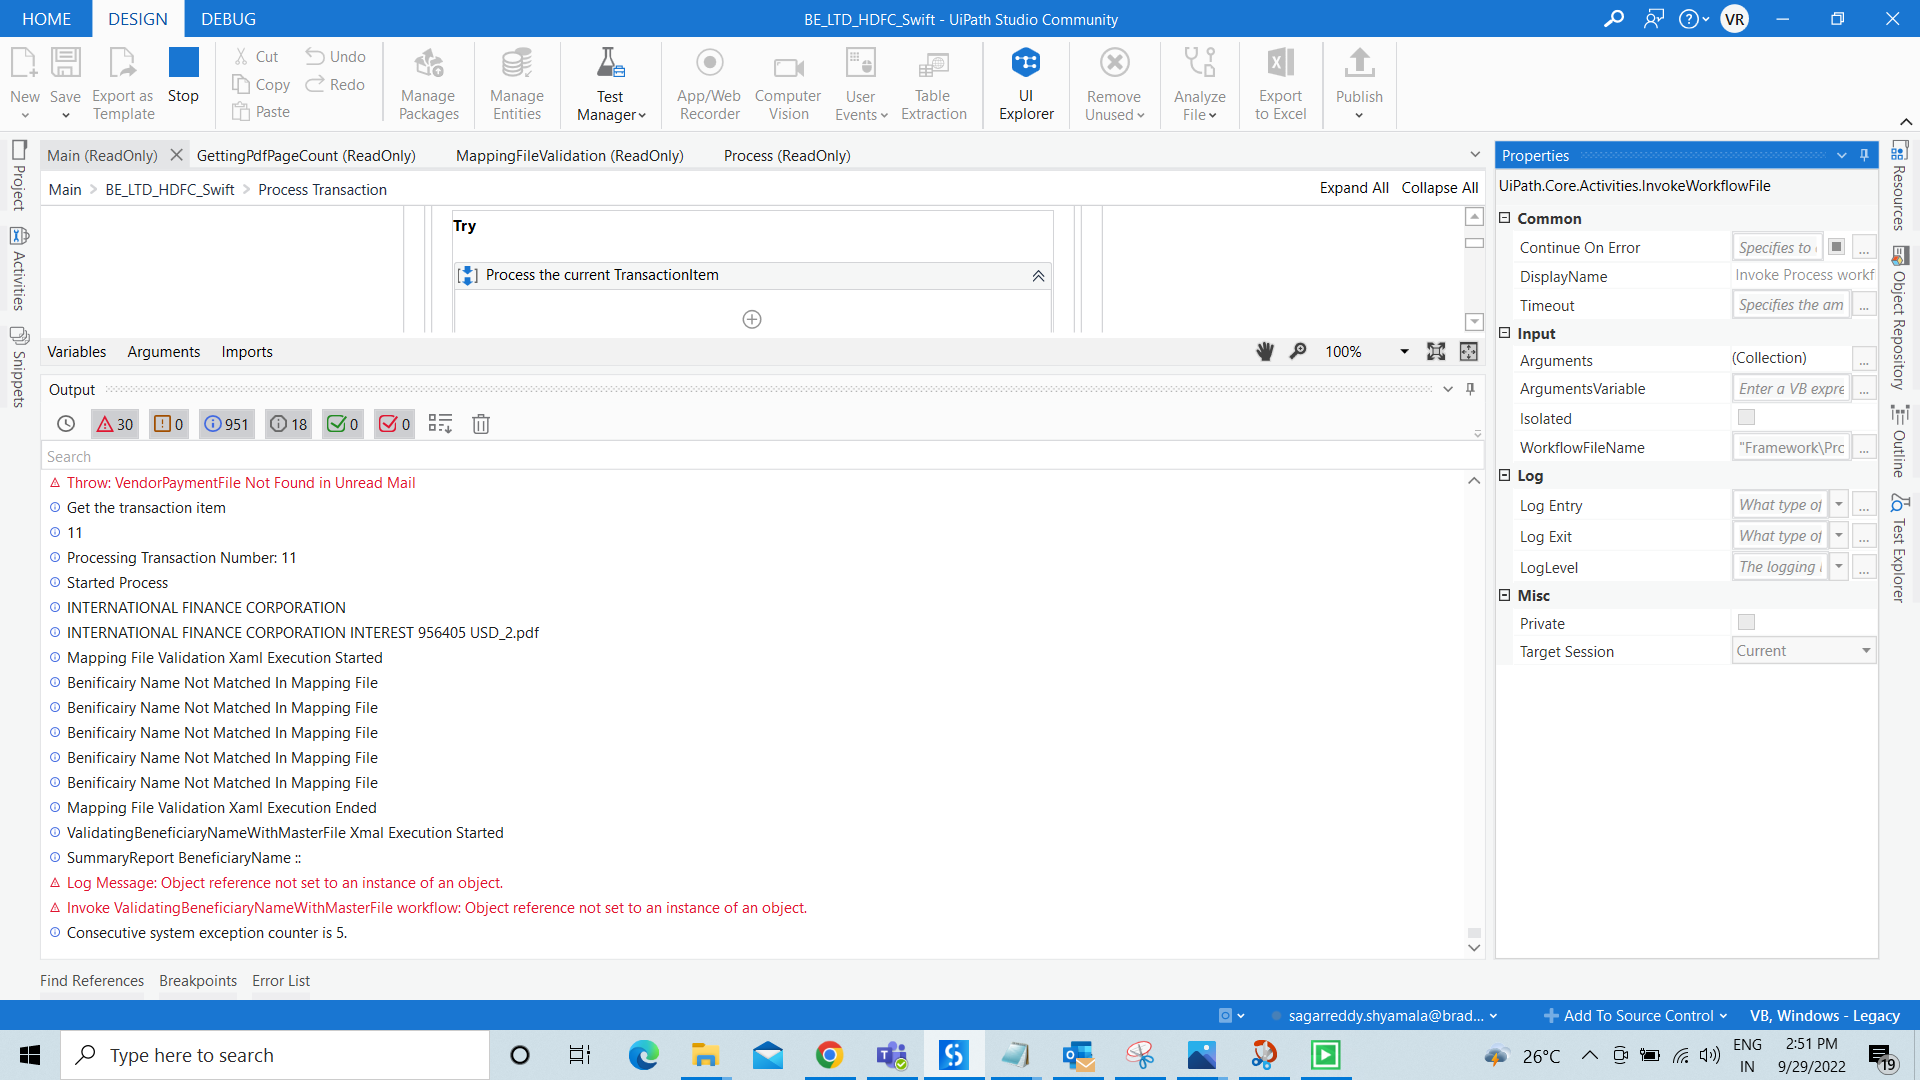 HOME DESIGN DEBUG BE_LTD_HDFC_Swift - UiPath Studio Community VR
New Save Export as Template Stop Cut Copy Paste Undo Redo Manage Packages Manage Entities Test Manager App/Web Recorder Computer Vision User Events Table Extraction UI Explorer Remove Unused Analyze File Export to Excel Publish
Main (ReadOnly) GettingPdfPageCount (ReadOnly) MappingFileValidation (ReadOnly) Process (ReadOnly)
Main > BE_LTD_HDFC_Swift > Process Transaction Expand All Collapse All
Project
Activities
Snippets
Try
Process the current TransactionItem
Variables Arguments Imports 100%
Output
30 0 951 18 0 0
Search
Throw: VendorPaymentFile Not Found in Unread Mail
Get the transaction item
11
Processing Transaction Number: 11
Started Process
INTERNATIONAL FINANCE CORPORATION
INTERNATIONAL FINANCE CORPORATION INTEREST 956405 USD_2.pdf
Mapping File Validation Xaml Execution Started
Benificairy Name Not Matched In Mapping File
Benificairy Name Not Matched In Mapping File
Benificairy Name Not Matched In Mapping File
Benificairy Name Not Matched In Mapping File
Benificairy Name Not Matched In Mapping File
Mapping File Validation Xaml Execution Ended
ValidatingBeneficiaryNameWithMasterFile Xmal Execution Started
SummaryReport BeneficiaryName ::
Log Message: Object reference not set to an instance of an object.
Invoke ValidatingBeneficiaryNameWithMasterFile workflow: Object reference not set to an instance of an object.
Consecutive system exception counter is 5.
Find References Breakpoints Error List
Properties
UiPath.Core.Activities.InvokeWorkflowFile
Common
Continue On Error Specifies to ...
DisplayName Invoke Process workf
Timeout Specifies the am ...
Input
Arguments (Collection) ...
ArgumentsVariable Enter a VB expre ...
Isolated
WorkflowFileName "Framework\Pro ...
Log
Log Entry What type of ...
Log Exit What type of ...
LogLevel The logging ...
Misc
Private
Target Session Current
Resources
Object Repository
Outline
Test Explorer
sagarreddy.shyamala@brad... Add To Source Control VB, Windows - Legacy
Type here to search 26°C ENG IN 2:51 PM 9/29/2022 19